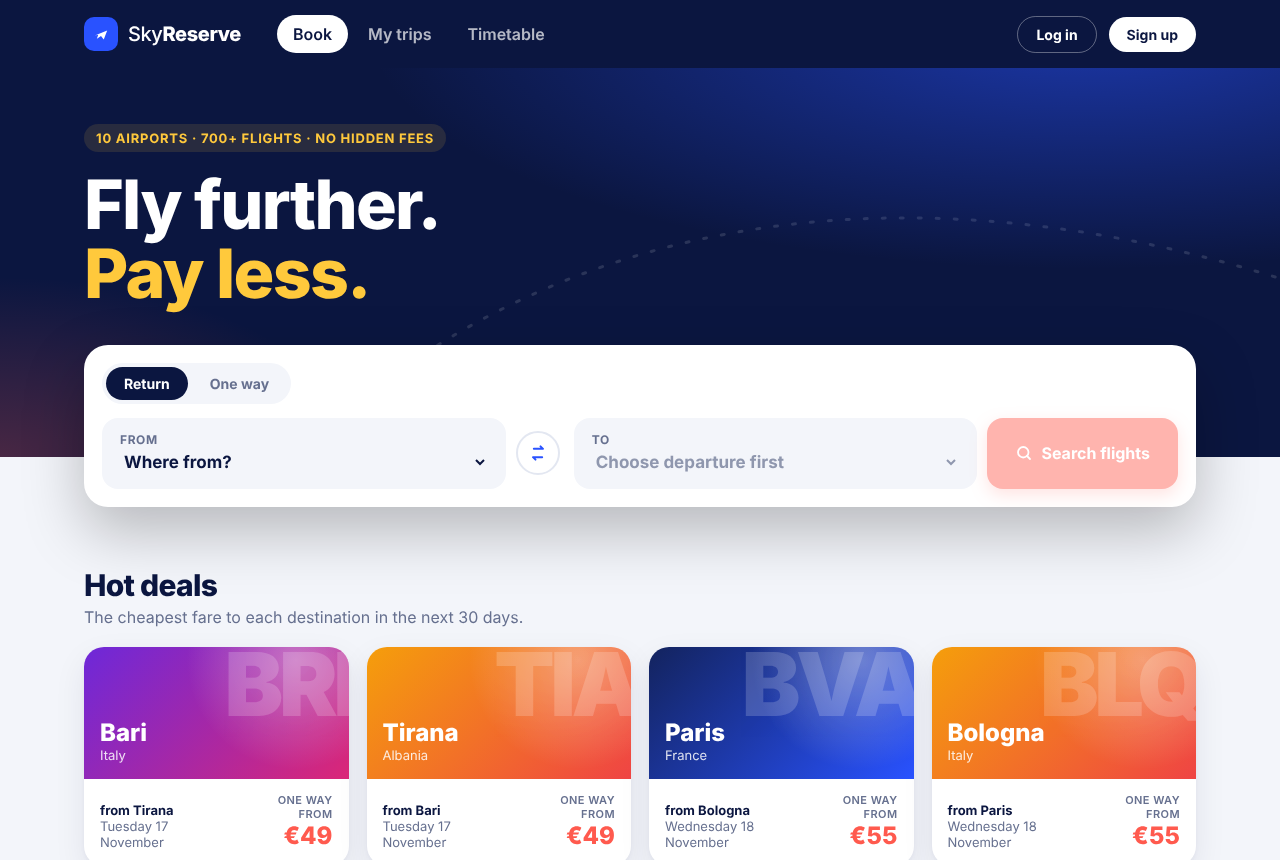 SkyReserve
Book
My trips
Timetable
Log in
Sign up
10 AIRPORTS · 700+ FLIGHTS · NO HIDDEN FEES
Fly further.
Pay less.
Return
One way
FROM
Where from?
TO
Choose departure first
Search flights
Hot deals
The cheapest fare to each destination in the next 30 days.
BRI
Bari
Italy
from Tirana
Tuesday 17
November
ONE WAY
FROM
€49
TIA
Tirana
Albania
from Bari
Tuesday 17
November
ONE WAY
FROM
€49
BVA
Paris
France
from Bologna
Wednesday 18
November
ONE WAY
FROM
€55
BLQ
Bologna
Italy
from Paris
Wednesday 18
November
ONE WAY
FROM
€55